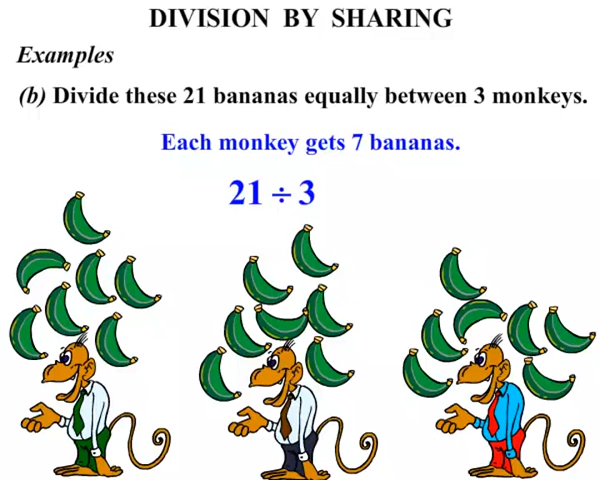 DIVISION BY SHARING
Examples
(b) Divide these 21 bananas equally between 3 monkeys.
Each monkey gets 7 bananas.
21 ÷ 3